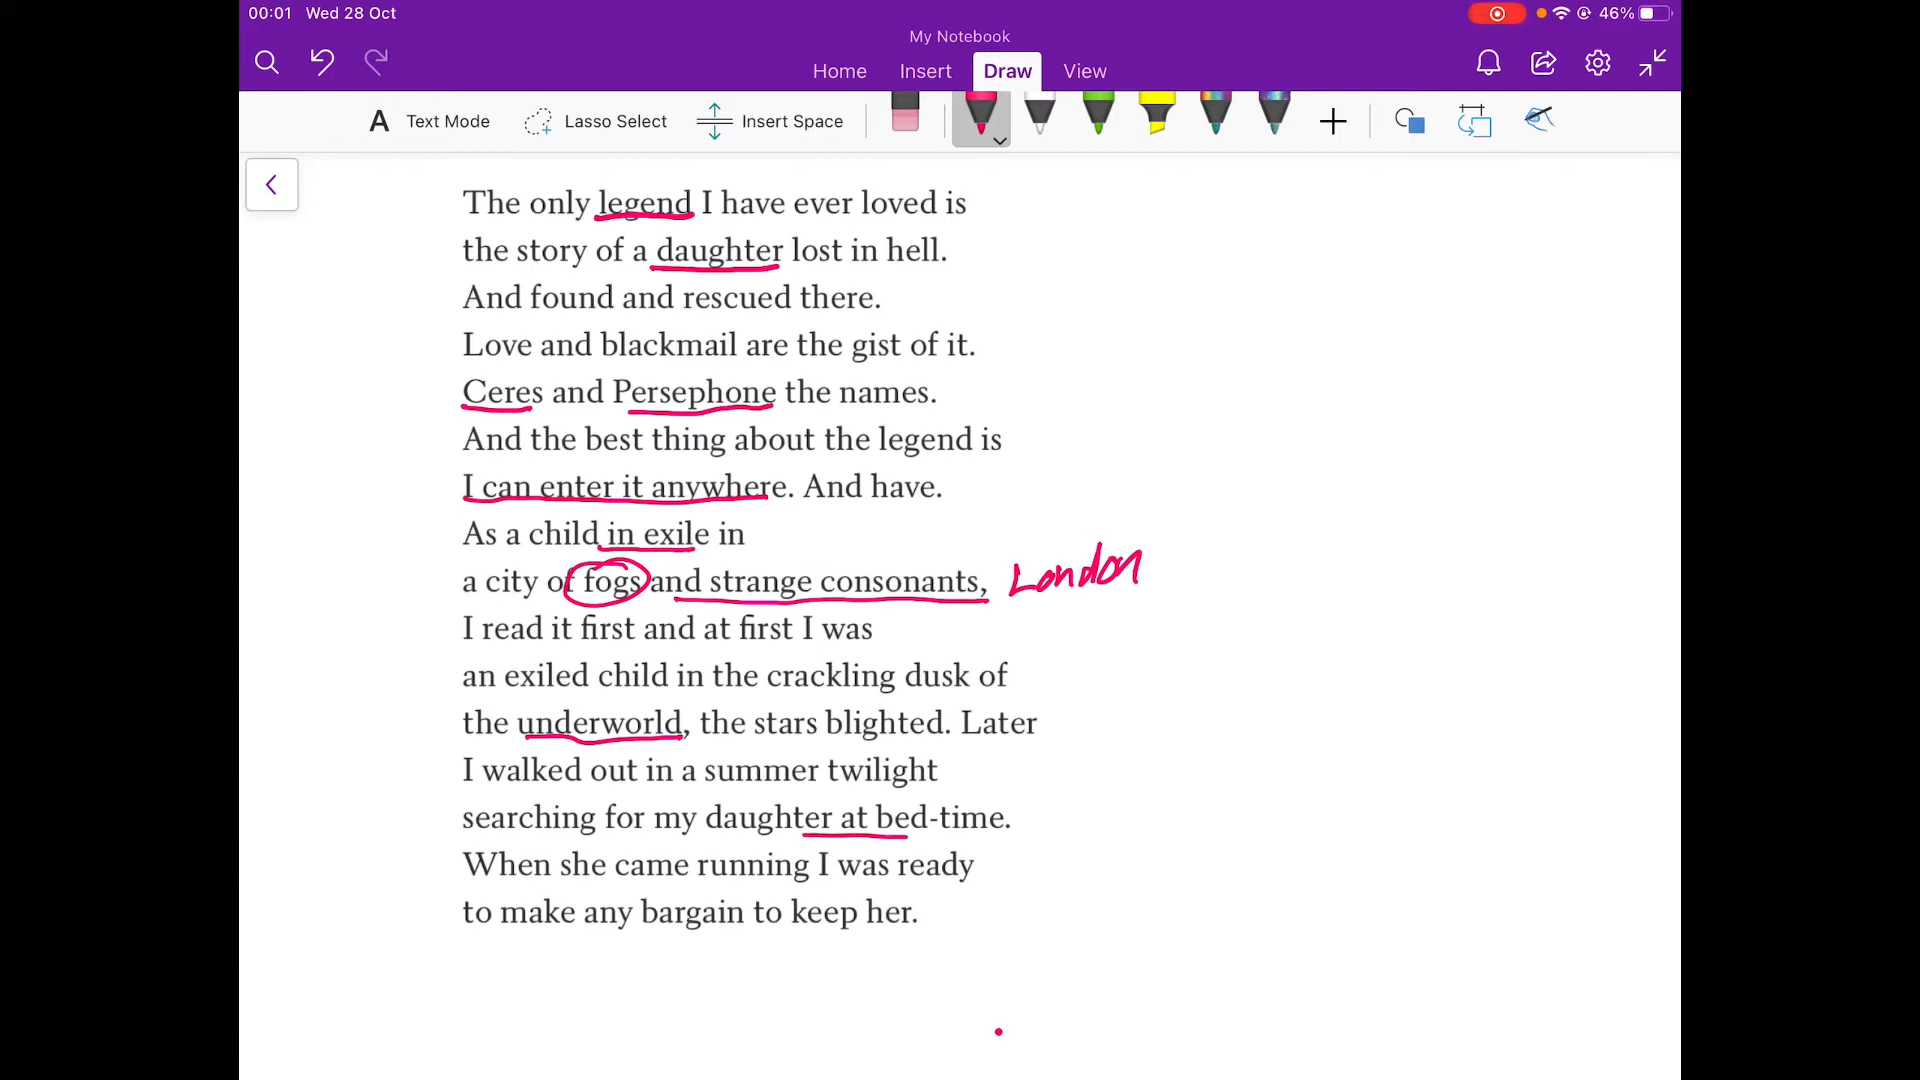 00:01 Wed 28 Oct 46%
My Notebook
Home Insert Draw View
A Text Mode Lasso Select Insert Space
The only legend I have ever loved is
the story of a daughter lost in hell.
And found and rescued there.
Love and blackmail are the gist of it.
Ceres and Persephone the names.
And the best thing about the legend is
I can enter it anywhere. And have.
As a child in exile in
a city of fogs and strange consonants, London
I read it first and at first I was
an exiled child in the crackling dusk of
the underworld, the stars blighted. Later
I walked out in a summer twilight
searching for my daughter at bed-time.
When she came running I was ready
to make any bargain to keep her.